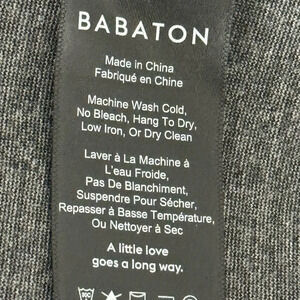 BABATON
Made in China
Fabriqué en Chine
Machine Wash Cold,
No Bleach, Hang To Dry,
Low Iron, Or Dry Clean
Laver à La Machine à
L'eau Froide,
Pas De Blanchiment,
Suspendre Pour Sécher,
Repasser à Basse Température,
Ou Nettoyer à Sec
A little love
goes a long way.